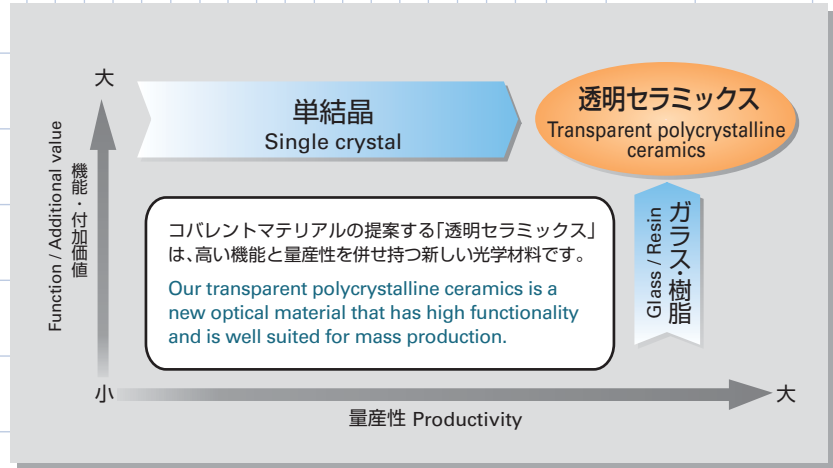 大
単結晶
Single crystal
透明セラミックス
Transparent polycrystalline
ceramics
Function / Additional value
機能・付加価値
コバレントマテリアルの提案する「透明セラミックス」
は、高い機能と量産性を併せ持つ新しい光学材料です。
Our transparent polycrystalline ceramics is a
new optical material that has high functionality
and is well suited for mass production.
Glass / Resin
ガラス・樹脂
小
大
量産性 Productivity